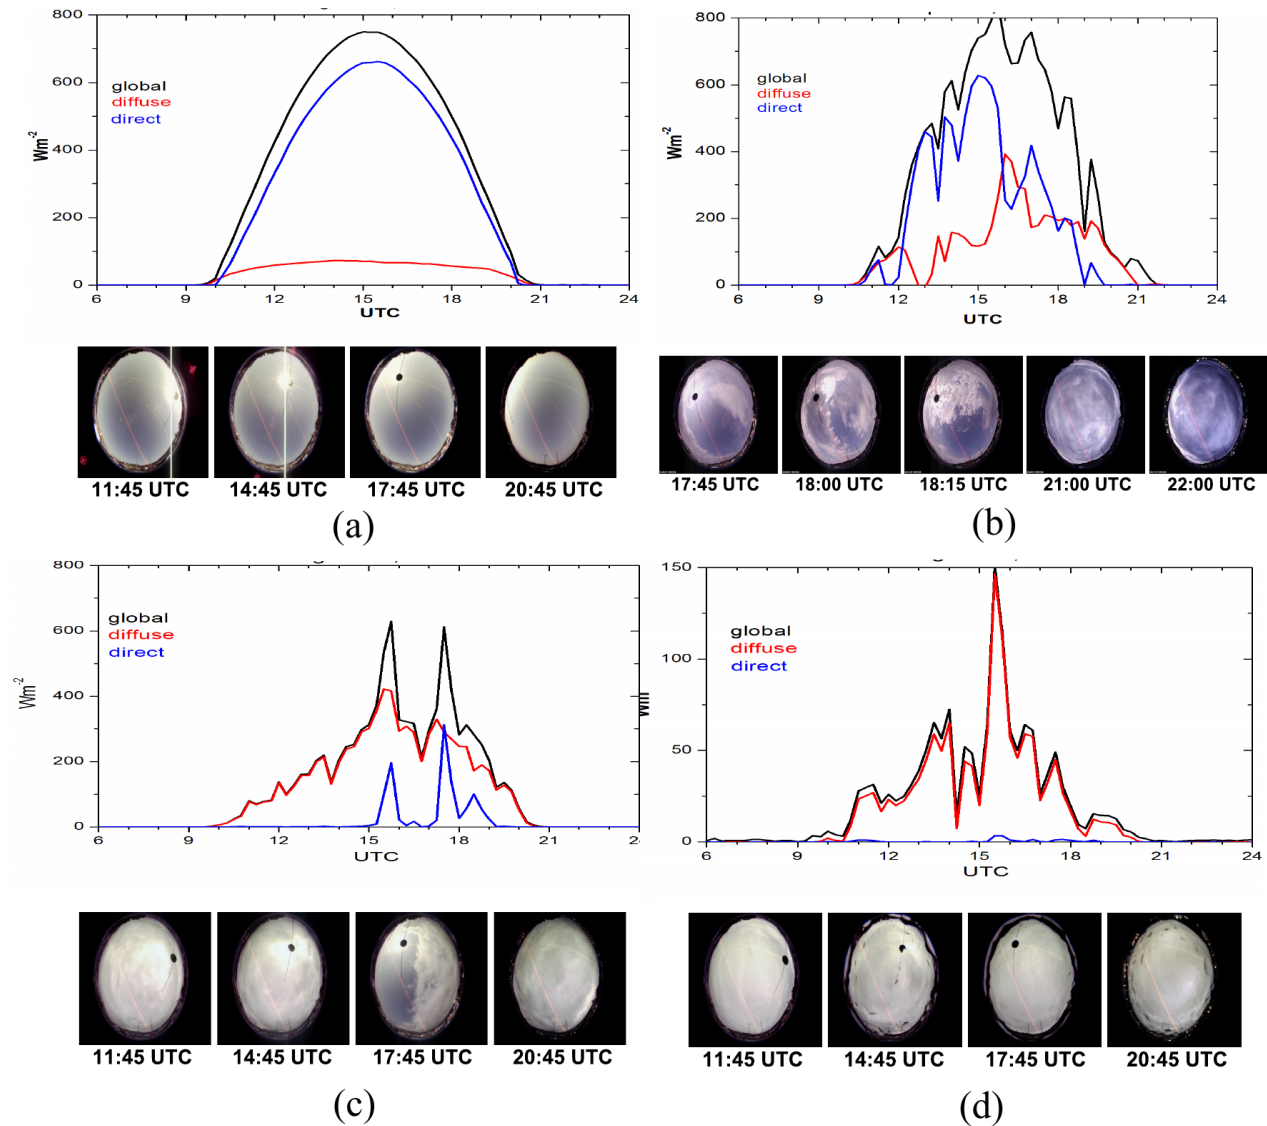 800
600
400
200
0
Wm-2
global
diffuse
direct
6
9
12
15
18
21
24
UTC
11:45 UTC
14:45 UTC
17:45 UTC
20:45 UTC
(a)
800
600
400
200
0
Wm-2
global
diffuse
direct
6
9
12
15
18
21
24
UTC
17:45 UTC
18:00 UTC
18:15 UTC
21:00 UTC
22:00 UTC
(b)
800
600
400
200
0
Wm-2
global
diffuse
direct
6
9
12
15
18
21
UTC
11:45 UTC
14:45 UTC
17:45 UTC
20:45 UTC
(c)
150
100
50
0
global
diffuse
direct
6
9
12
15
18
21
24
UTC
11:45 UTC
14:45 UTC
17:45 UTC
20:45 UTC
(d)